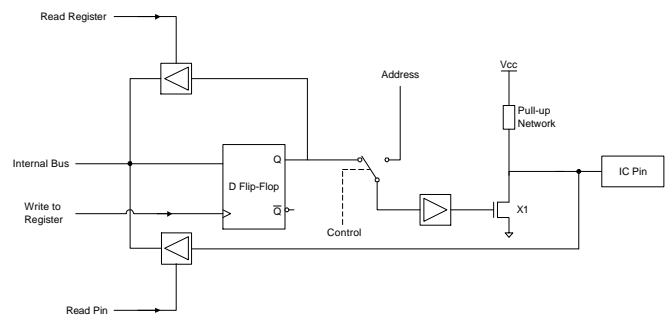 Read Register
Address
Vcc
Pull-up
Network
Internal Bus
Q
D Flip-Flop
IC Pin
Write to
Register
Q
X1
Control
Read Pin